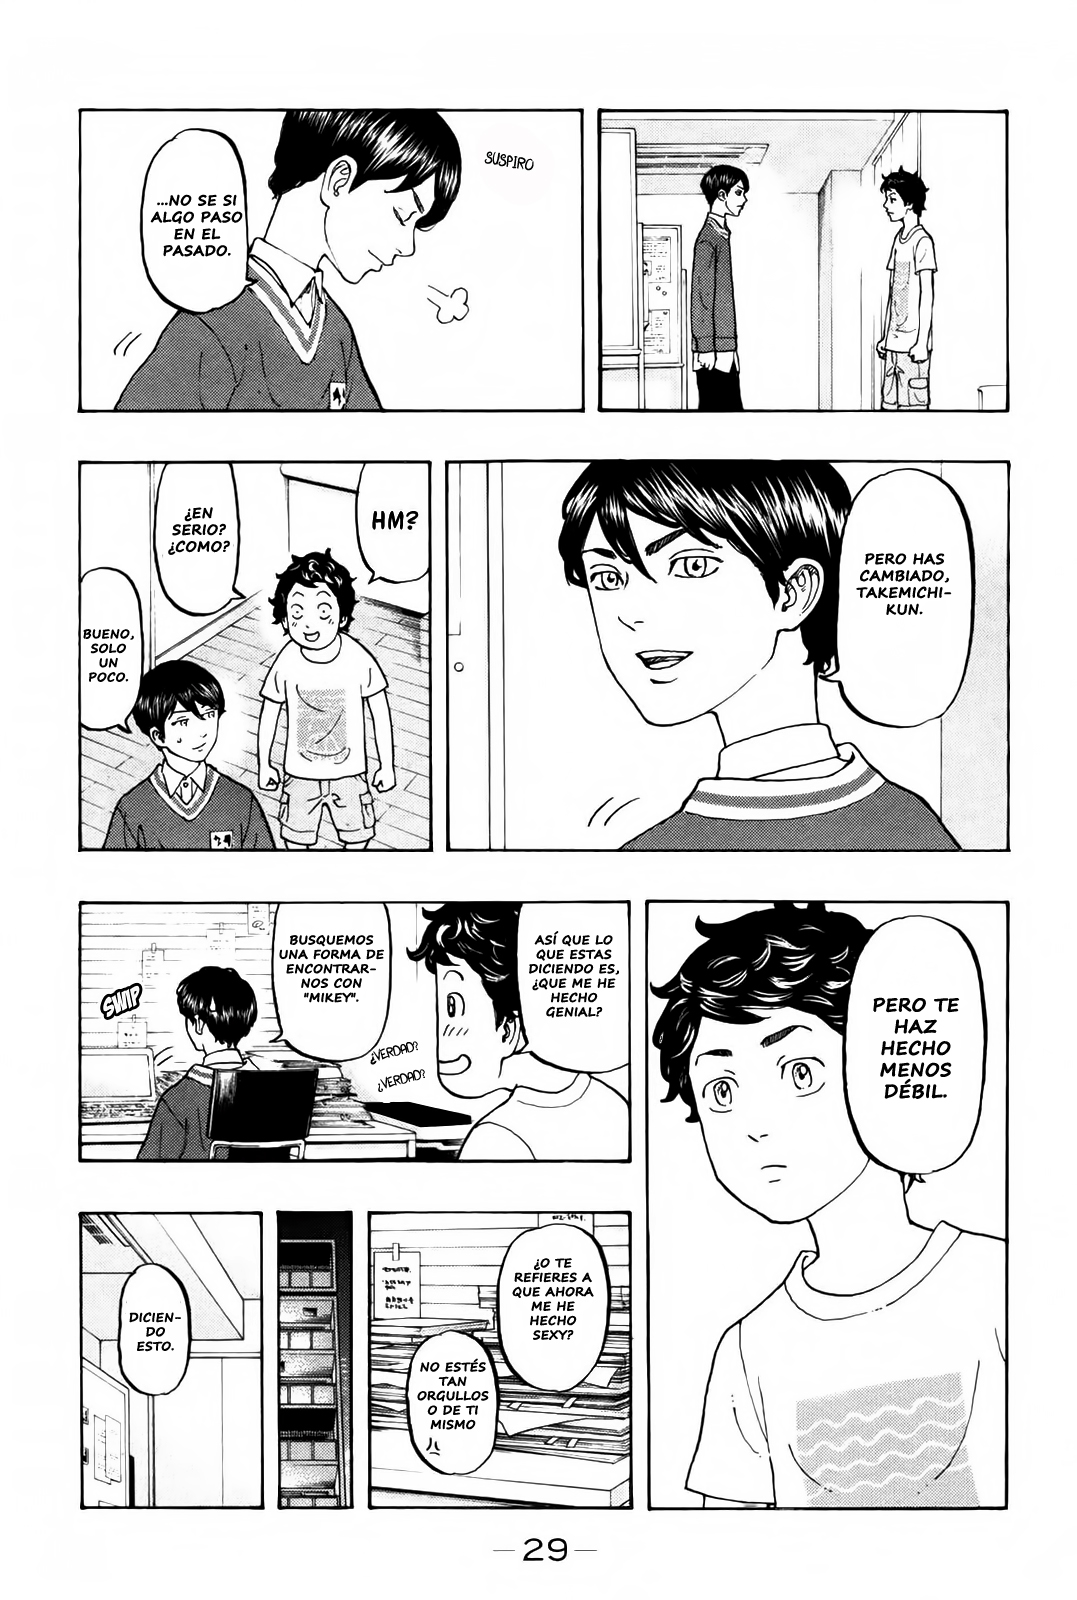 SUSPIRO
...NO SE SI
ALGO PASO
EN EL
PASADO.
PERO HAS
CAMBIADO,
TAKEMICHI-
KUN.
HM?
¿EN
SERIO?
¿COMO?
BUENO,
SOLO
UN
POCO.
PERO TE
HAZ
HECHO
MENOS
DÉBIL.
ASÍ QUE LO
QUE ESTAS
DICIENDO ES,
¿QUE ME HE
HECHO
GENIAL?
¿VERDAD?
¿VERDAD?
BUSQUEMOS
UNA FORMA DE
ENCONTRAR-
NOS CON
"MIKEY".
SWIP
¿O TE
REFIERES A
QUE AHORA
ME HE
HECHO
SEXY?
NO ESTÉS
TAN
ORGULLOS
O DE TI
MISMO
DICIEN-
DO
ESTO.
29